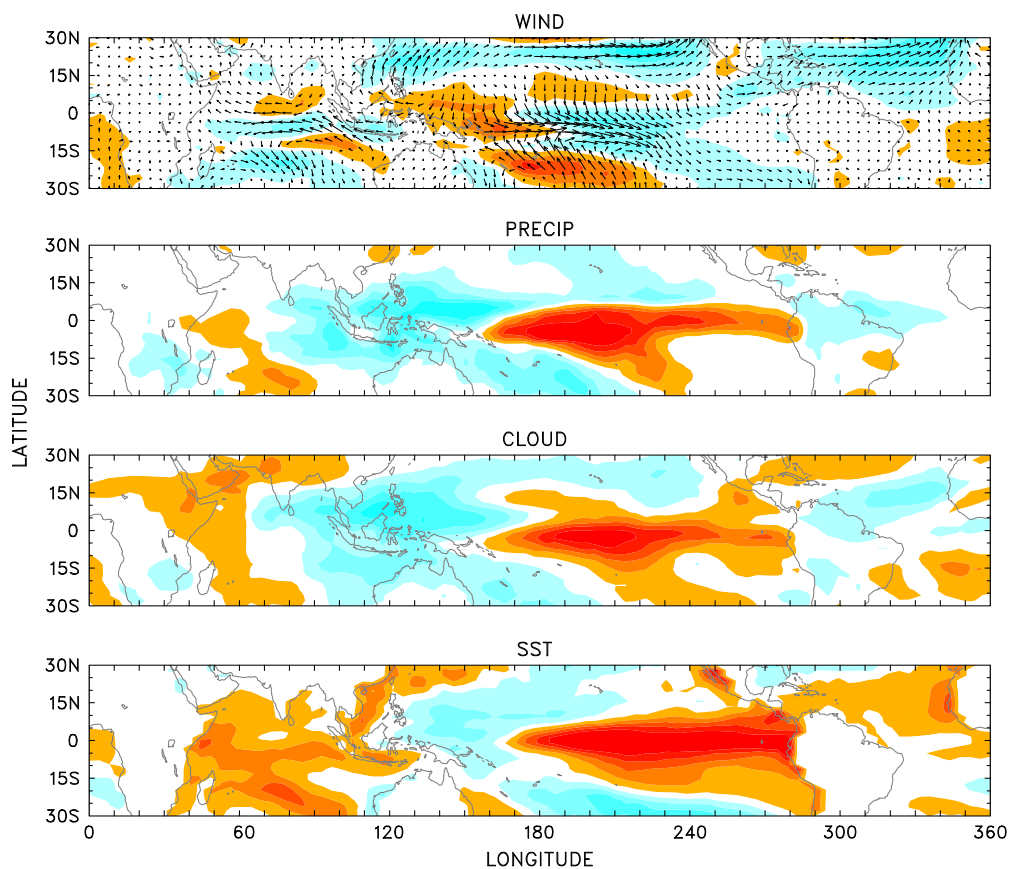 WIND
30N
15N
0
15S
30S
PRECIP
30N
15N
0
15S
30S
CLOUD
30N
15N
0
15S
30S
SST
30N
15N
0
15S
30S
0 60 120 180 240 300 360
LONGITUDE
LATITUDE